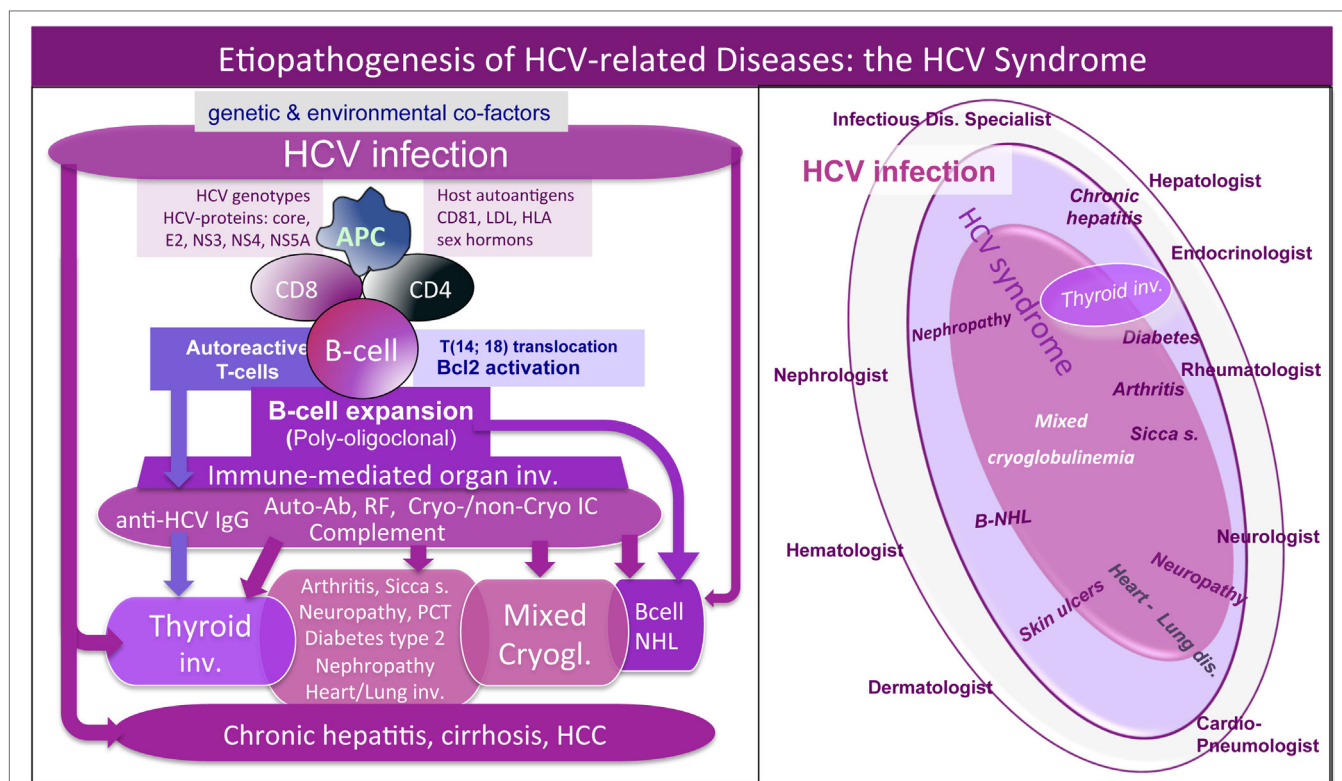 Etiopathogenesis of HCV-related Diseases: the HCV Syndrome
genetic & environmental co-factors
HCV infection
HCV genotypes
HCV-proteins: core,
E2, NS3, NS4, NS5A
APC
Host autoantigens
CD81, LDL, HLA
sex hormons
CD8
CD4
B-cell
Autoreactive
T-cells
T(14; 18) translocation
Bcl2 activation
B-cell expansion
(Poly-oligoclonal)
Immune-mediated organ inv.
anti-HCV IgG
Auto-Ab, RF, Cryo-/non-Cryo IC
Complement
Thyroid
inv.
Arthritis, Sicca s.
Neuropathy, PCT
Diabetes type 2
Nephropathy
Heart/Lung inv.
Mixed
Cryogl.
Bcell
NHL
Chronic hepatitis, cirrhosis, HCC
Infectious Dis. Specialist
HCV infection
Hepatologist
Chronic
hepatitis
HCV syndrome
Endocrinologist
Thyroid inv.
Nephropathy
Diabetes
Nephrologist
Rheumatologist
Arthritis
Mixed
cryoglobulinemia
Sicca s.
B-NHL
Hematologist
Neurologist
Neuropathy
Skin ulcers
Heart - Lung dis.
Dermatologist
Cardio-
Pneumologist